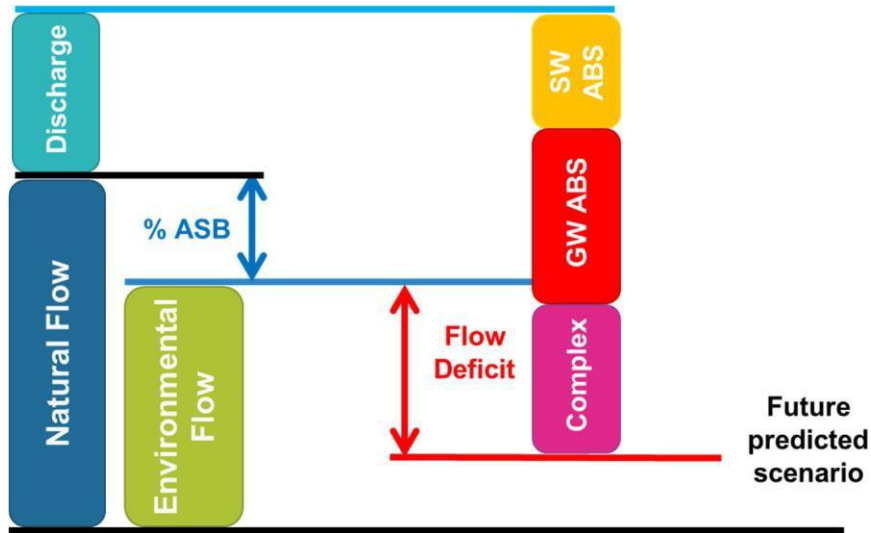 Discharge
SW
ABS
% ASB
GW ABS
Natural Flow
Environmental
Flow
Flow
Deficit
Complex
Future
predicted
scenario